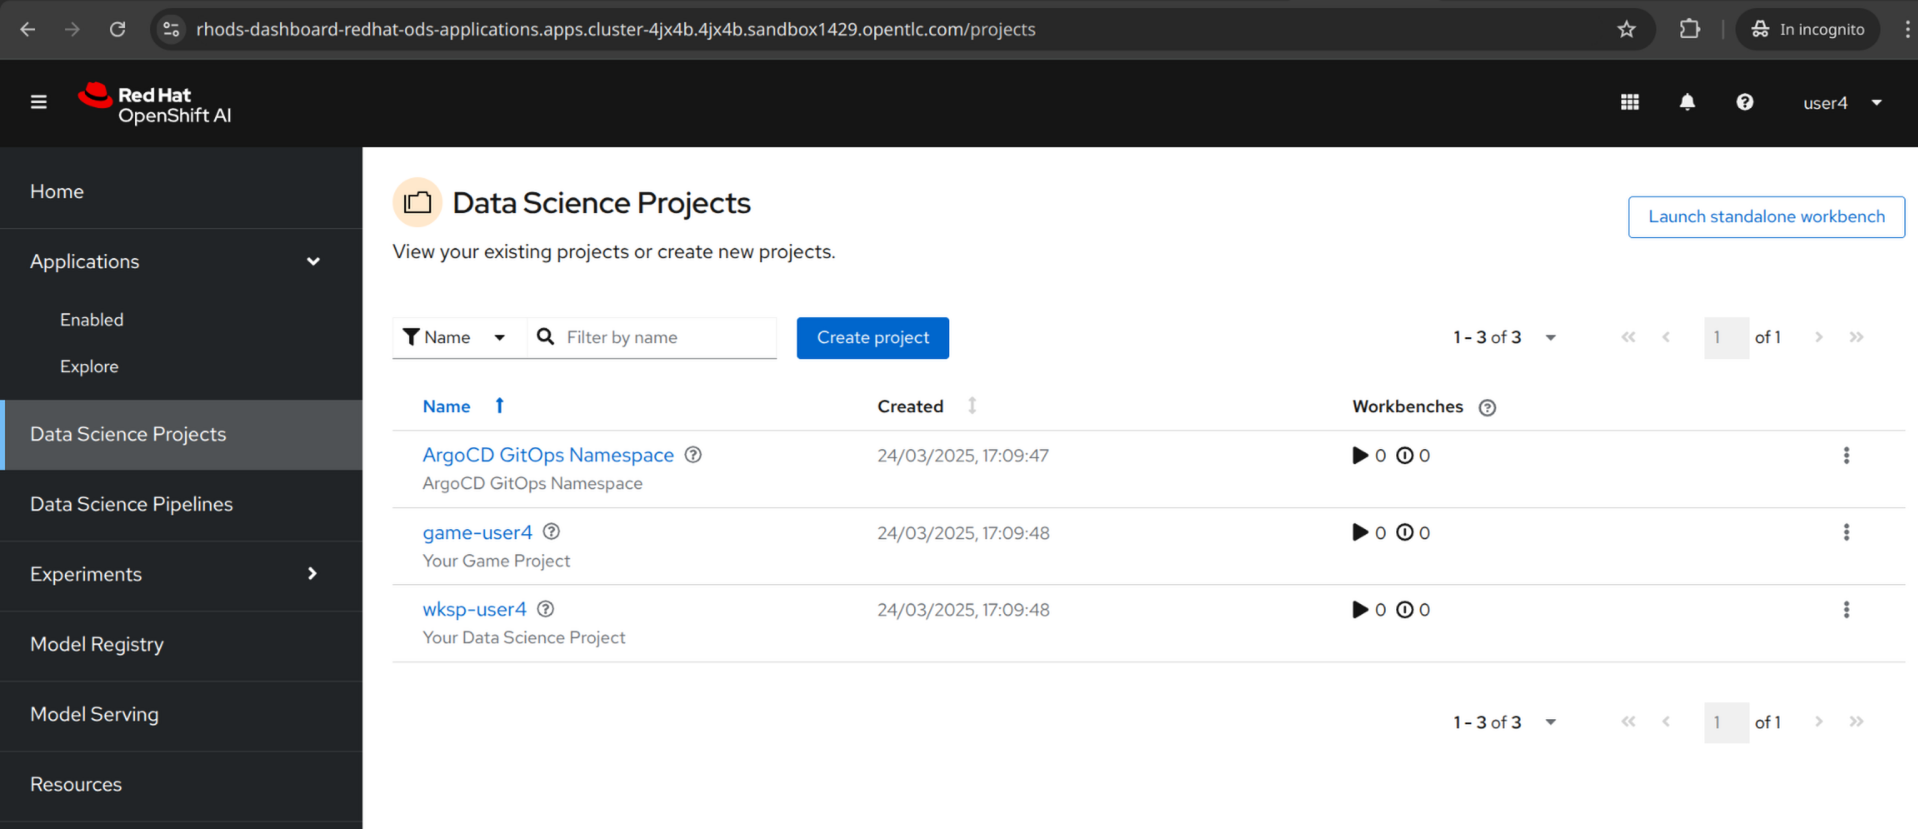 rhods-dashboard-redhat-ods-applications.apps.cluster-4jx4b.4jx4b.sandbox1429.opentlc.com/projects
In incognito
Red Hat
OpenShift AI
user4
Home
Applications
Enabled
Explore
Data Science Projects
Data Science Pipelines
Experiments
Model Registry
Model Serving
Resources
Data Science Projects
Launch standalone workbench
View your existing projects or create new projects.
Name Filter by name Create project 1 - 3 of 3 1 of 1
Name Created Workbenches
ArgoCD GitOps Namespace 24/03/2025, 17:09:47 0 0
ArgoCD GitOps Namespace
game-user4 24/03/2025, 17:09:48 0 0
Your Game Project
wksp-user4 24/03/2025, 17:09:48 0 0
Your Data Science Project
1 - 3 of 3 1 of 1